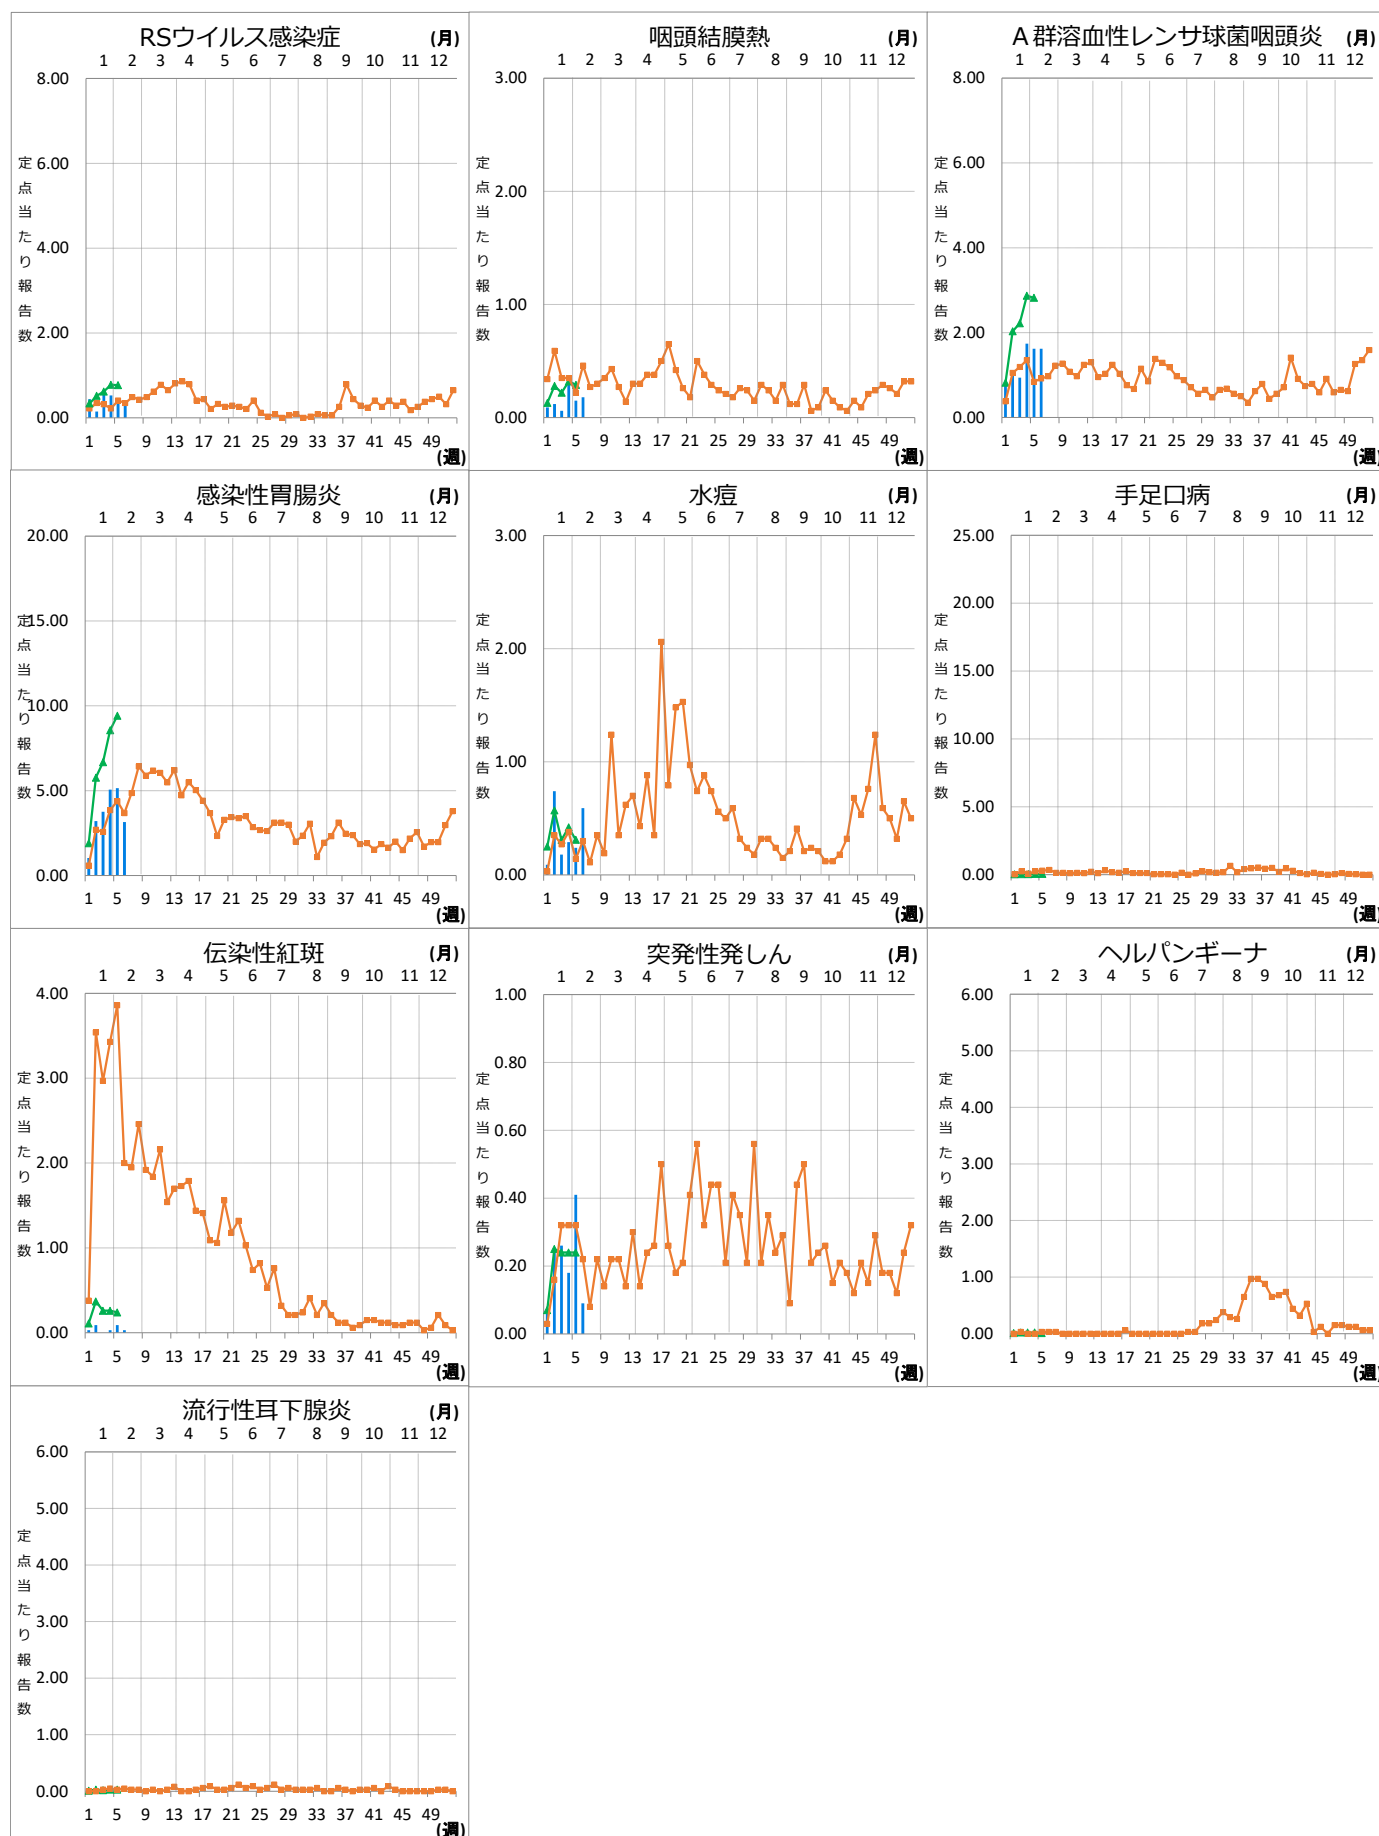 RSウイルス感染症 (月)
1 2 3 4 5 6 7 8 9 10 11 12
8.00
6.00
4.00
2.00
0.00
定点当たり報告数
1 5 9 13 17 21 25 29 33 37 41 45 49
(週)
咽頭結膜熱 (月)
1 2 3 4 5 6 7 8 9 10 11 12
3.00
2.00
1.00
0.00
定点当たり報告数
1 5 9 13 17 21 25 29 33 37 41 45 49
(週)
A群溶血性レンサ球菌咽頭炎 (月)
1 2 3 4 5 6 7 8 9 10 11 12
8.00
6.00
4.00
2.00
0.00
定点当たり報告数
1 5 9 13 17 21 25 29 33 37 41 45 49
(週)
感染性胃腸炎 (月)
1 2 3 4 5 6 7 8 9 10 11 12
20.00
15.00
10.00
5.00
0.00
定点当たり報告数
1 5 9 13 17 21 25 29 33 37 41 45 49
(週)
水痘 (月)
1 2 3 4 5 6 7 8 9 10 11 12
3.00
2.00
1.00
0.00
定点当たり報告数
1 5 9 13 17 21 25 29 33 37 41 45 49
(週)
手足口病 (月)
1 2 3 4 5 6 7 8 9 10 11 12
25.00
20.00
15.00
10.00
5.00
0.00
定点当たり報告数
1 5 9 13 17 21 25 29 33 37 41 45 49
(週)
伝染性紅斑 (月)
1 2 3 4 5 6 7 8 9 10 11 12
4.00
3.00
2.00
1.00
0.00
定点当たり報告数
1 5 9 13 17 21 25 29 33 37 41 45 49
(週)
突発性発しん (月)
1 2 3 4 5 6 7 8 9 10 11 12
1.00
0.80
0.60
0.40
0.20
0.00
定点当たり報告数
1 5 9 13 17 21 25 29 33 37 41 45 49
(週)
ヘルパンギーナ (月)
1 2 3 4 5 6 7 8 9 10 11 12
6.00
5.00
4.00
3.00
2.00
1.00
0.00
定点当たり報告数
1 5 9 13 17 21 25 29 33 37 41 45 49
(週)
流行性耳下腺炎 (月)
1 2 3 4 5 6 7 8 9 10 11 12
6.00
5.00
4.00
3.00
2.00
1.00
0.00
定点当たり報告数
1 5 9 13 17 21 25 29 33 37 41 45 49
(週)